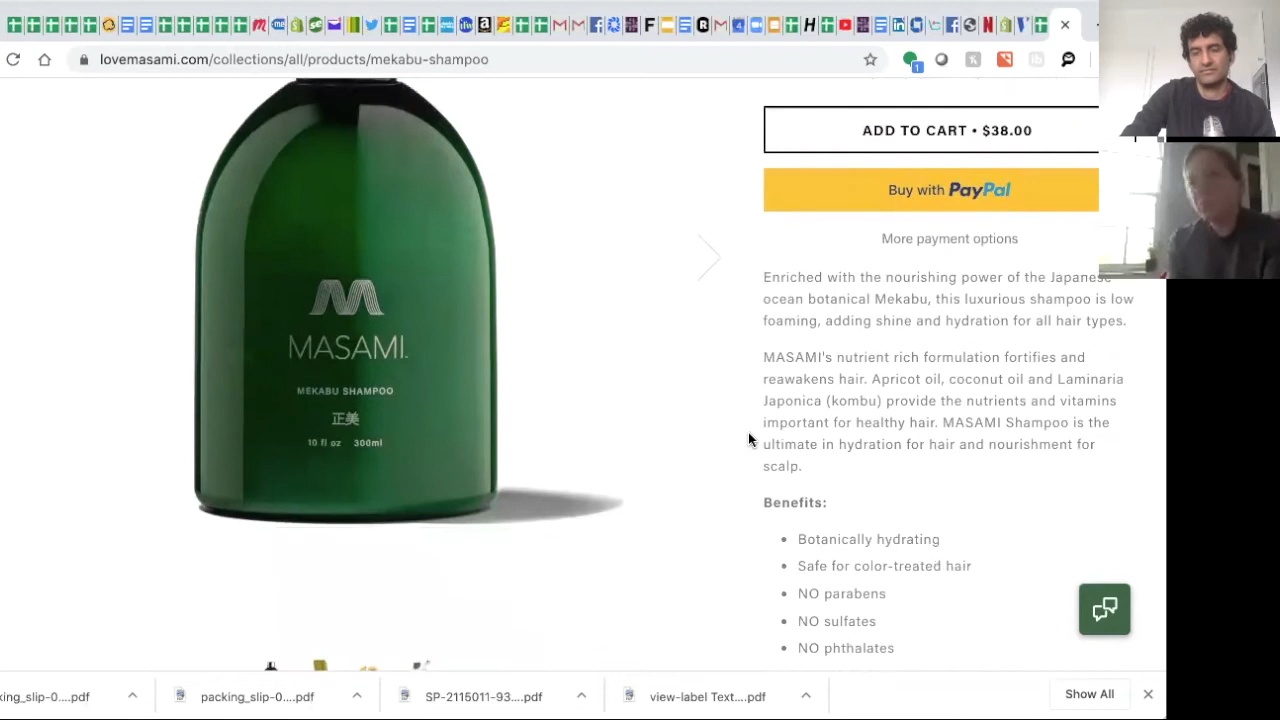 lovemasami.com/collections/all/products/mekabu-shampoo
1
ADD TO CART • $38.00
Buy with PayPal
More payment options
Enriched with the nourishing power of the Japanese
ocean botanical Mekabu, this luxurious shampoo is low
foaming, adding shine and hydration for all hair types.
MASAMI's nutrient rich formulation fortifies and
reawakens hair. Apricot oil, coconut oil and Laminaria
Japonica (kombu) provide the nutrients and vitamins
important for healthy hair. MASAMI Shampoo is the
ultimate in hydration for hair and nourishment for
scalp.
Benefits:
• Botanically hydrating
• Safe for color-treated hair
• NO parabens
• NO sulfates
• NO phthalates
MASAMI.
MEKABU SHAMPOO
正美
10 fl oz 300ml
king_slip-0....pdf
packing_slip-0....pdf
SP-2115011-93....pdf
view-label Text....pdf
Show All